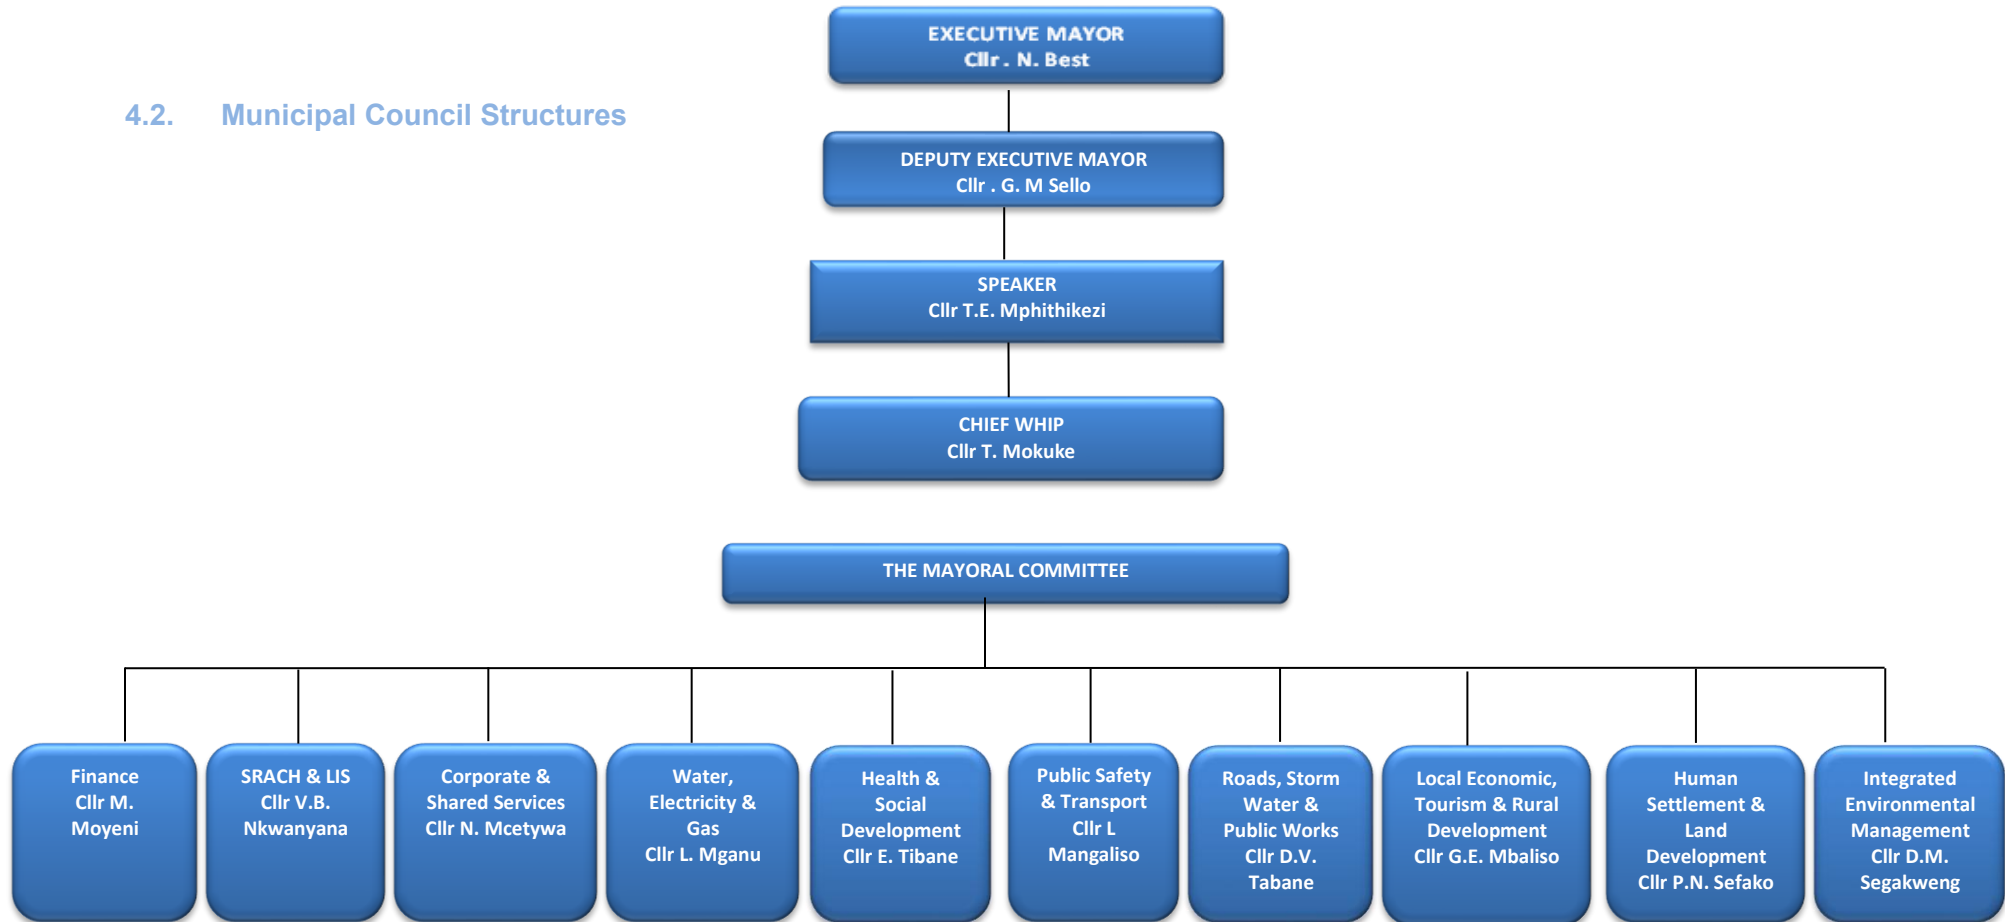 EXECUTIVE MAYOR
Cllr . N. Best
4.2. Municipal Council Structures
DEPUTY EXECUTIVE MAYOR
Cllr . G. M Sello
SPEAKER
Cllr T.E. Mphithikezi
CHIEF WHIP
Cllr T. Mokuke
THE MAYORAL COMMITTEE
Finance
Cllr M.
Moyeni
SRACH & LIS
Cllr V.B.
Nkwanyana
Corporate &
Shared Services
Cllr N. Mcetywa
Water,
Electricity &
Gas
Cllr L. Mganu
Health &
Social
Development
Cllr E. Tibane
Public Safety
& Transport
Cllr L
Mangaliso
Roads, Storm
Water &
Public Works
Cllr D.V.
Tabane
Local Economic,
Tourism & Rural
Development
Cllr G.E. Mbaliso
Human
Settlement &
Land
Development
Cllr P.N. Sefako
Integrated
Environmental
Management
Cllr D.M.
Segakweng